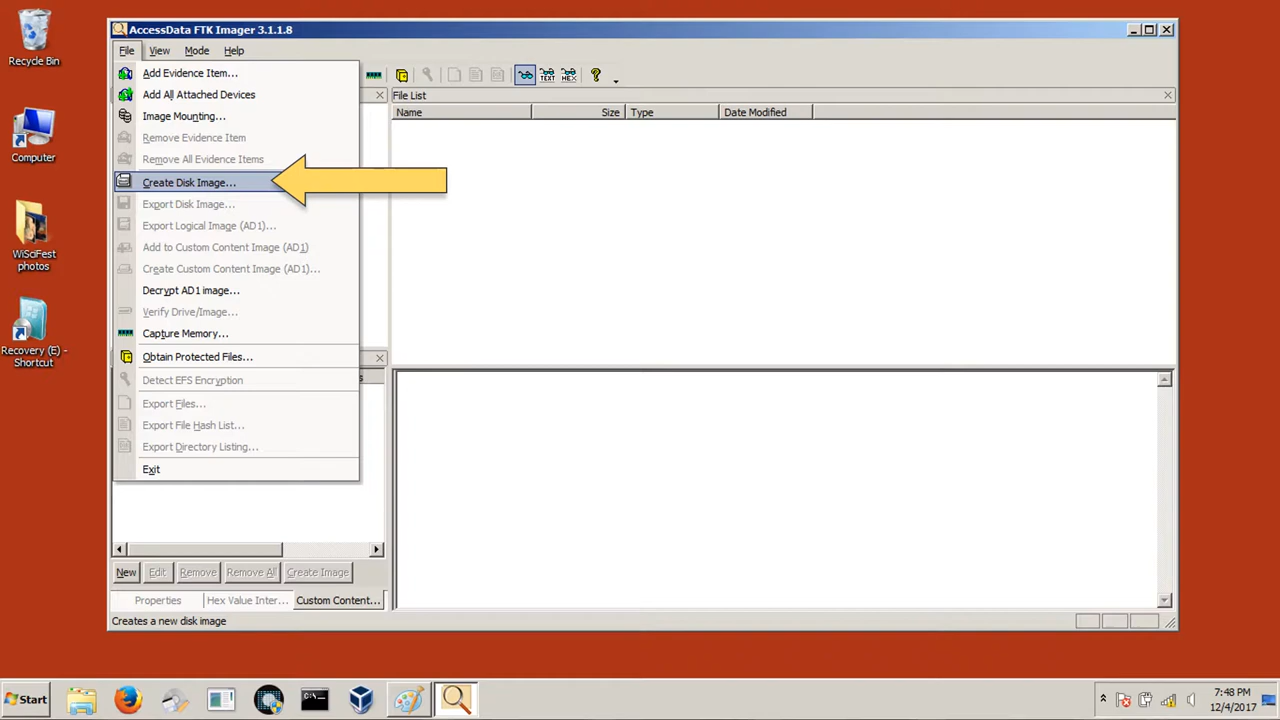 Recycle Bin
Computer
WiSciFest
photos
Recovery (E) -
Shortcut
AccessData FTK Imager 3.1.1.8
File View Mode Help
Add Evidence Item...
Add All Attached Devices
Image Mounting...
Remove Evidence Item
Remove All Evidence Items
Create Disk Image...
Export Disk Image...
Export Logical Image (AD1)...
Add to Custom Content Image (AD1)
Create Custom Content Image (AD1)...
Decrypt AD1 image...
Verify Drive/Image...
Capture Memory...
Obtain Protected Files...
Detect EFS Encryption
Export Files...
Export File Hash List...
Export Directory Listing...
Exit
TEXT HEX ?
File List
Name Size Type Date Modified
s
New Edit Remove Remove All Create Image
Properties Hex Value Inter... Custom Content...
Creates a new disk image
Start
7:48 PM
12/4/2017